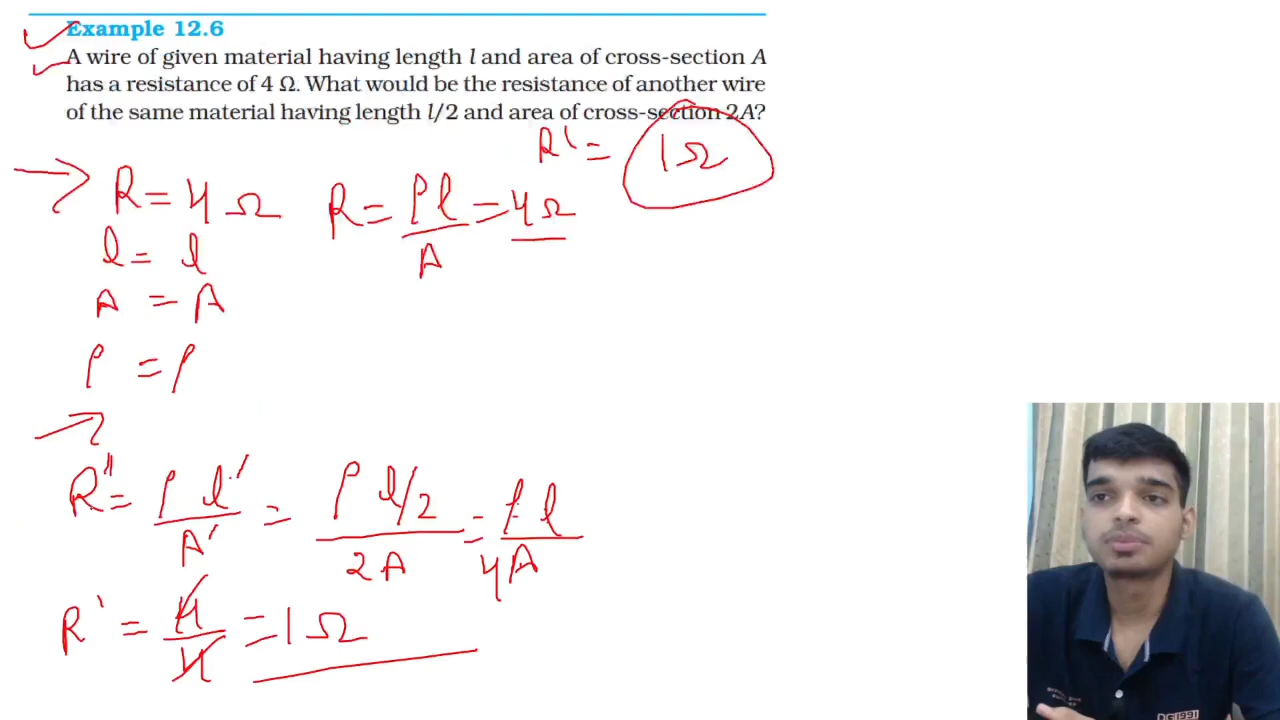 Example 12.6
A wire of given material having length l and area of cross-section A
has a resistance of 4 Ω. What would be the resistance of another wire
of the same material having length l/2 and area of cross-section 2A?
R' = 1Ω
R = 4 Ω
R = ρl/A = 4Ω
l = l
A = A
ρ = ρ
R'' = ρ l'/A' = ρ l/2 / 2A = ρl/4A
R' = 4/4 = 1 Ω